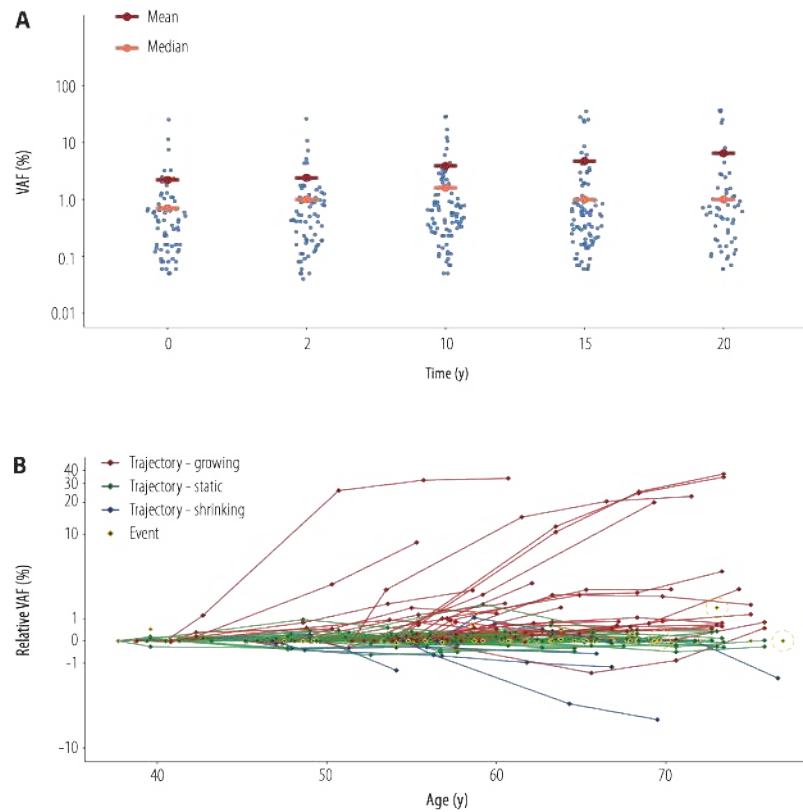 A
Mean
Median
100
10
1.0
0.1
0.01
VAF (%)
0
2
10
15
20
Time (y)
B
Trajectory – growing
Trajectory – static
Trajectory – shrinking
Event
40
30
20
10
1
0
-1
-10
Relative VAF (%)
40
50
60
70
Age (y)